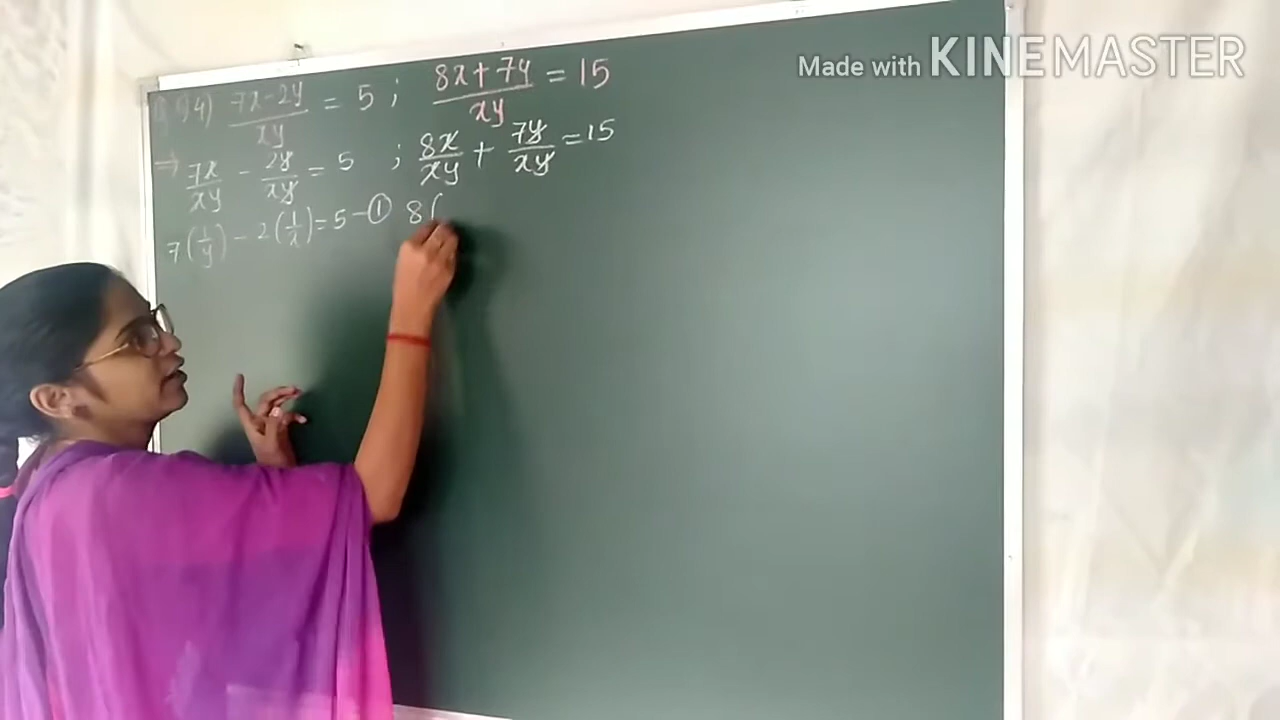 Made with KINEMASTER
94) (7x-2y)/(xy) = 5 ; (8x+7y)/(xy) = 15
→ 7x/xy - 2y/xy = 5 ; 8x/xy + 7y/xy = 15
7(1/y) - 2(1/x) = 5 - ① 8(